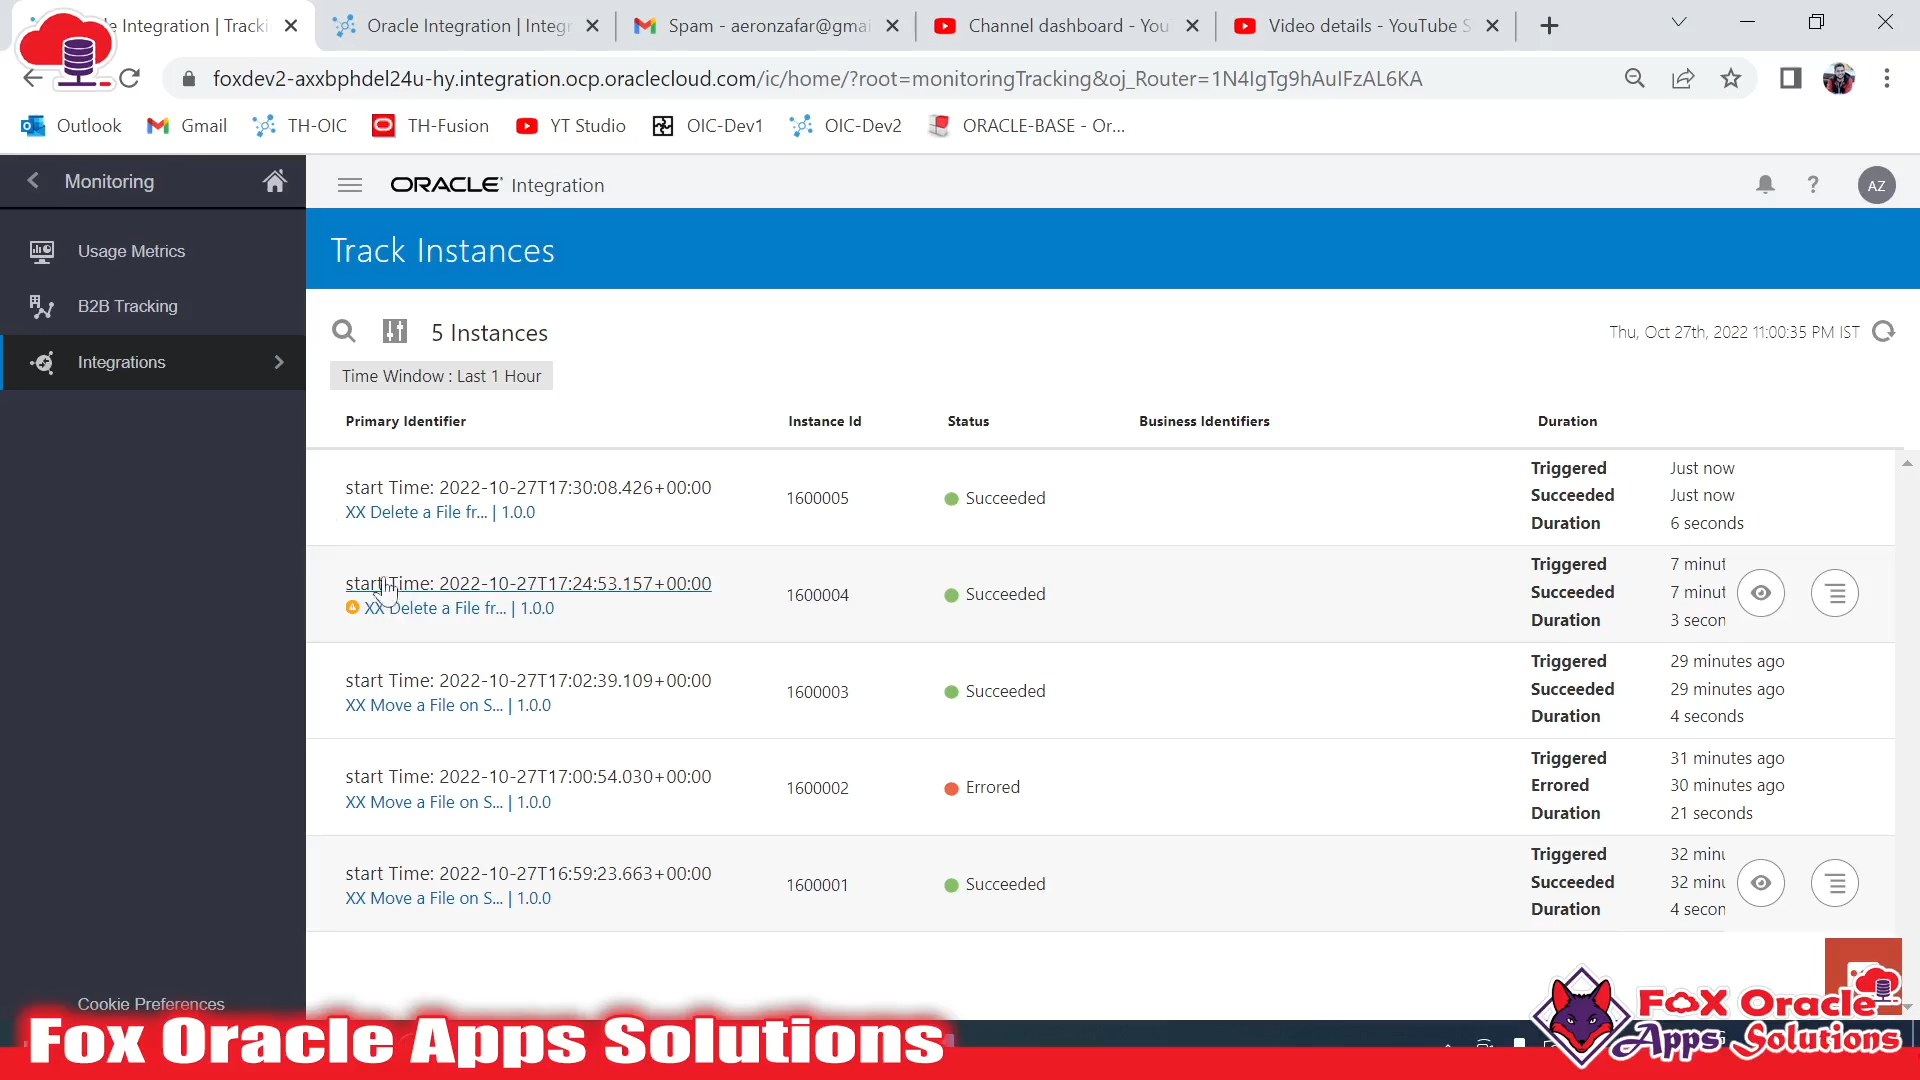 le Integration | Tracki
Oracle Integration | Integr
Spam - aeronzafar@gmai
Channel dashboard - You
Video details - YouTube S
foxdev2-axxbphdel24u-hy.integration.ocp.oraclecloud.com/ic/home/?root=monitoringTracking&oj_Router=1N4IgTg9hAuIFzAL6KA
Outlook
Gmail
TH-OIC
TH-Fusion
YT Studio
OIC-Dev1
OIC-Dev2
ORACLE-BASE - Or...
Monitoring
ORACLE Integration
AZ
Usage Metrics
B2B Tracking
Integrations
Track Instances
5 Instances
Thu, Oct 27th, 2022 11:00:35 PM IST
Time Window : Last 1 Hour
Primary Identifier
Instance Id
Status
Business Identifiers
Duration
start Time: 2022-10-27T17:30:08.426+00:00
XX Delete a File fr... | 1.0.0
1600005
Succeeded
Triggered Just now
Succeeded Just now
Duration 6 seconds
start Time: 2022-10-27T17:24:53.157+00:00
XX Delete a File fr... | 1.0.0
1600004
Succeeded
Triggered 7 minut
Succeeded 7 minut
Duration 3 secon
start Time: 2022-10-27T17:02:39.109+00:00
XX Move a File on S... | 1.0.0
1600003
Succeeded
Triggered 29 minutes ago
Succeeded 29 minutes ago
Duration 4 seconds
start Time: 2022-10-27T17:00:54.030+00:00
XX Move a File on S... | 1.0.0
1600002
Errored
Triggered 31 minutes ago
Errored 30 minutes ago
Duration 21 seconds
start Time: 2022-10-27T16:59:23.663+00:00
XX Move a File on S... | 1.0.0
1600001
Succeeded
Triggered 32 minu
Succeeded 32 minu
Duration 4 secon
Cookie Preferences
Fox Oracle Apps Solutions
FOX Oracle
Apps Solutions